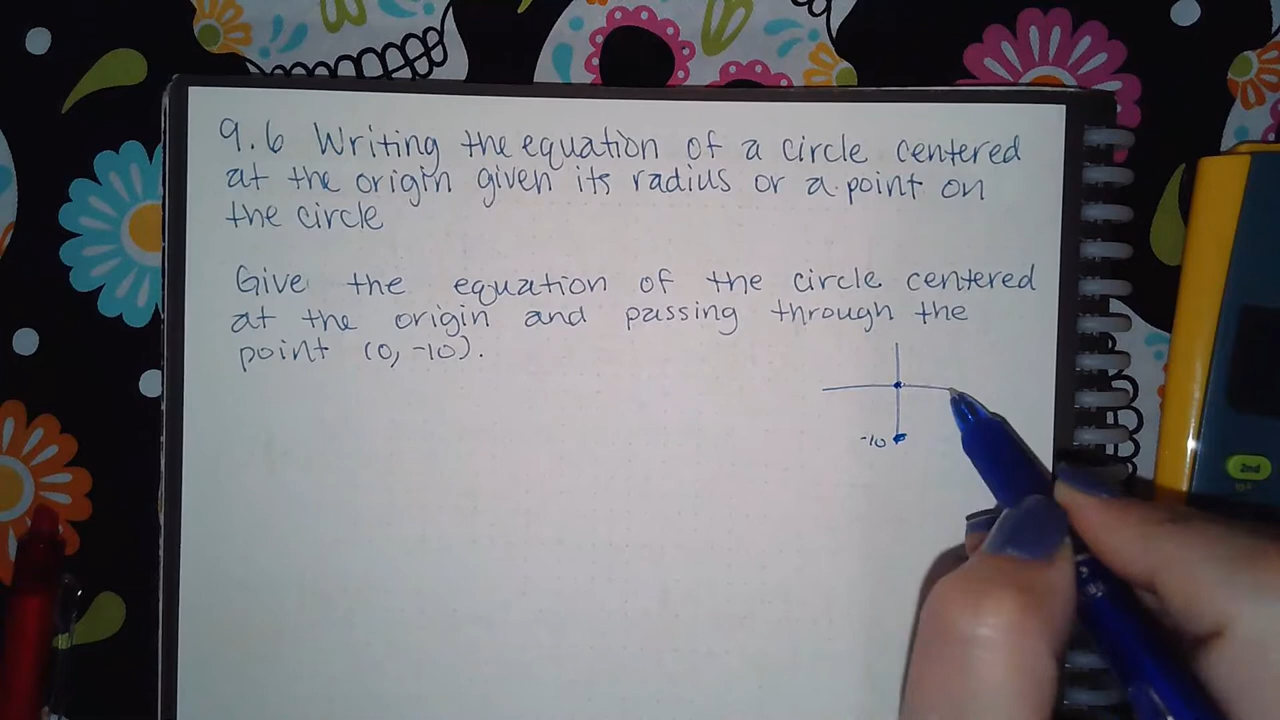 9.6 Writing the equation of a circle centered
at the origin given its radius or a point on
the circle
Give the equation of the circle centered
at the origin and passing through the
point (0, -10).
-10
2nd